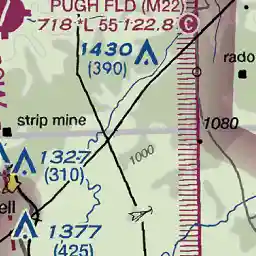 PUGH FLD (M22)
718 *L 55 122.8 C
1430
(390)
rado
strip mine
1080
1000
1327
(310)
ell
1377
(425)